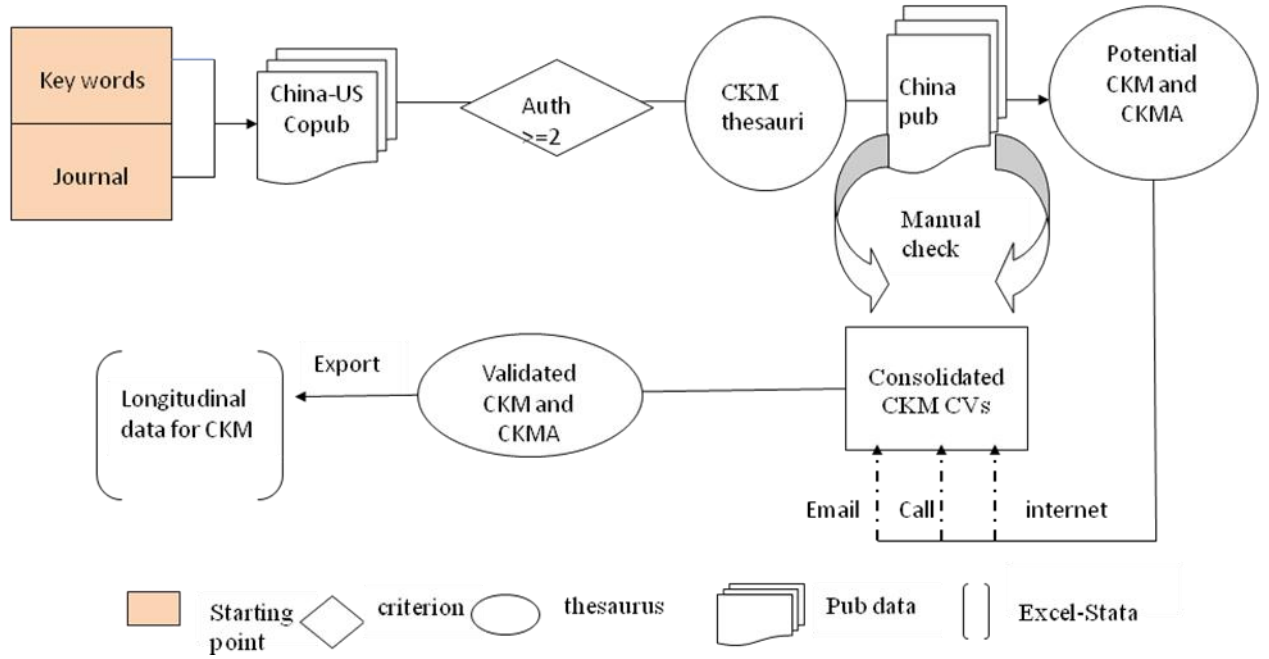 Key words
Journal
China-US
Copub
Auth
>=2
CKM
thesauri
China
pub
Potential
CKM and
CKMA
Manual
check
Consolidated
CKM CVs
Validated
CKM and
CKMA
Export
Longitudinal
data for CKM
Email
Call
internet
Starting
point
criterion
thesaurus
Pub data
Excel-Stata